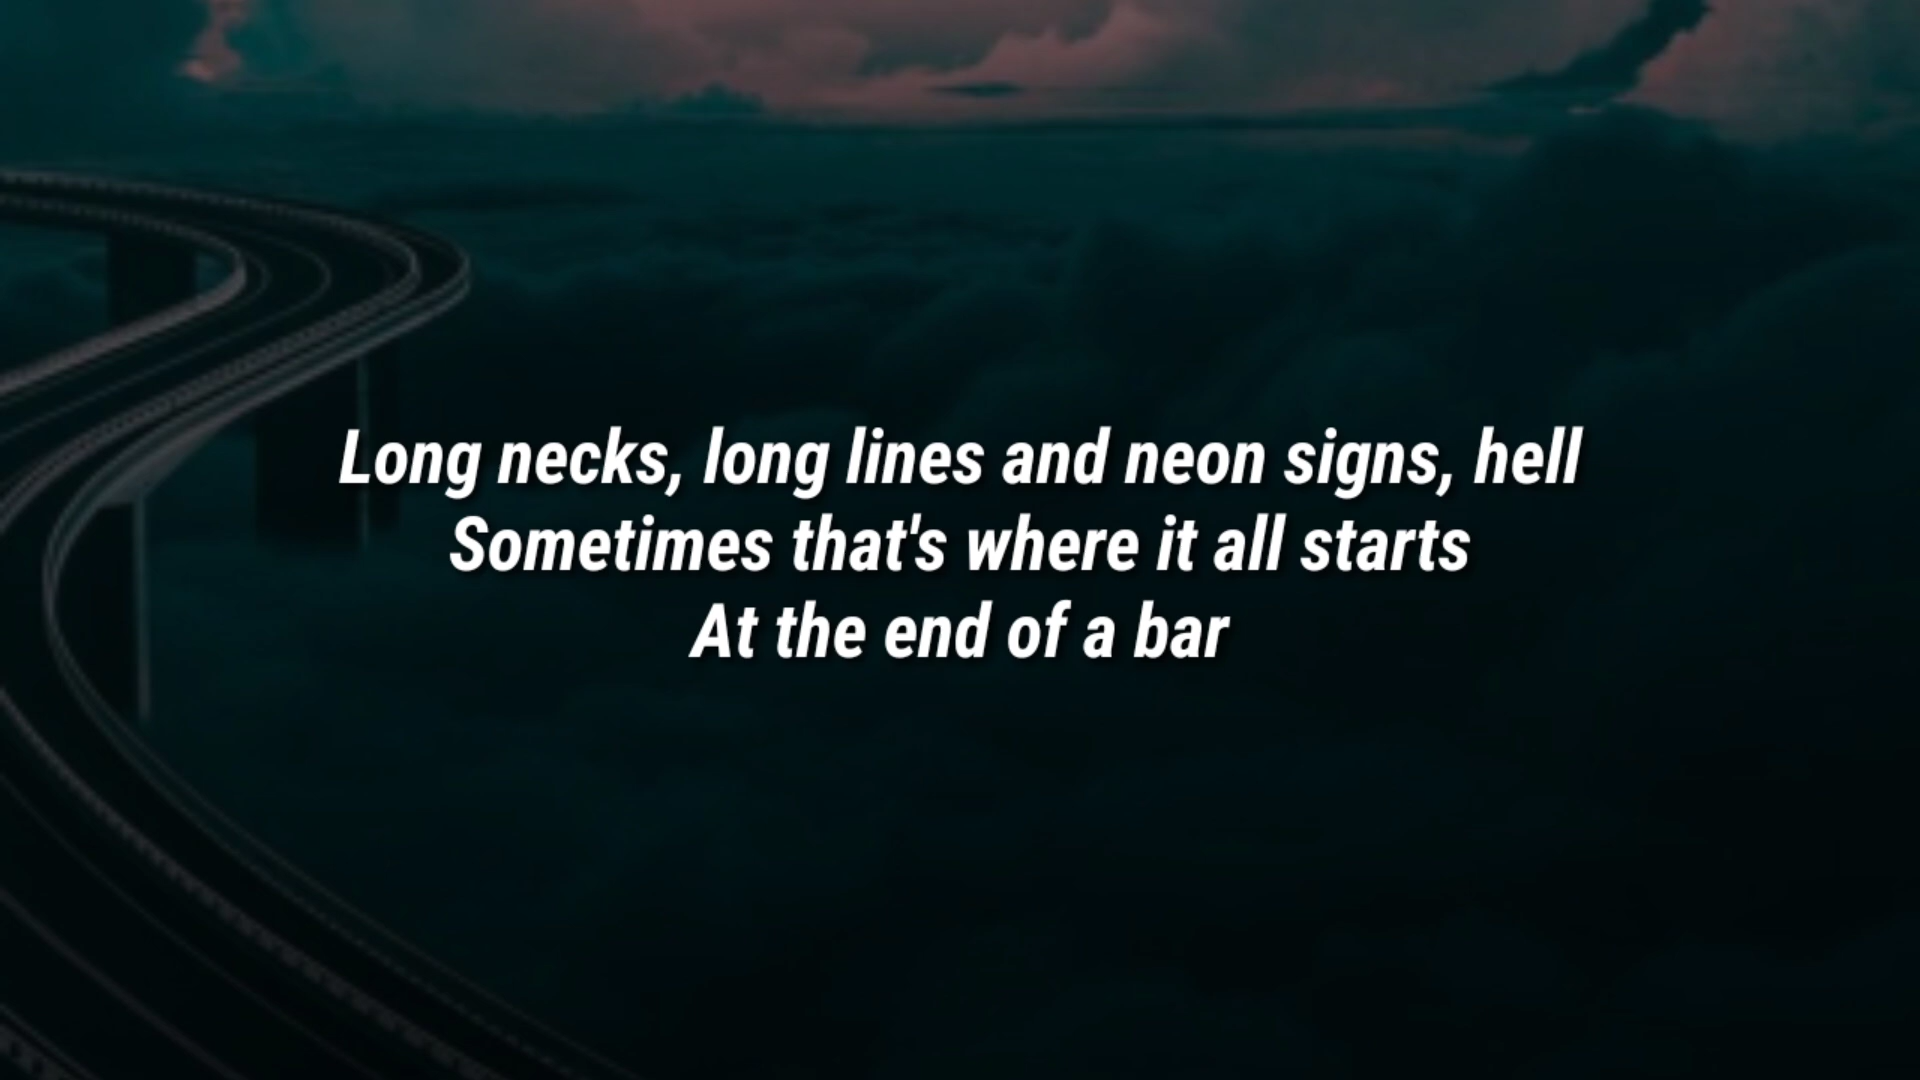 Long necks, long lines and neon signs, hell
Sometimes that's where it all starts
At the end of a bar